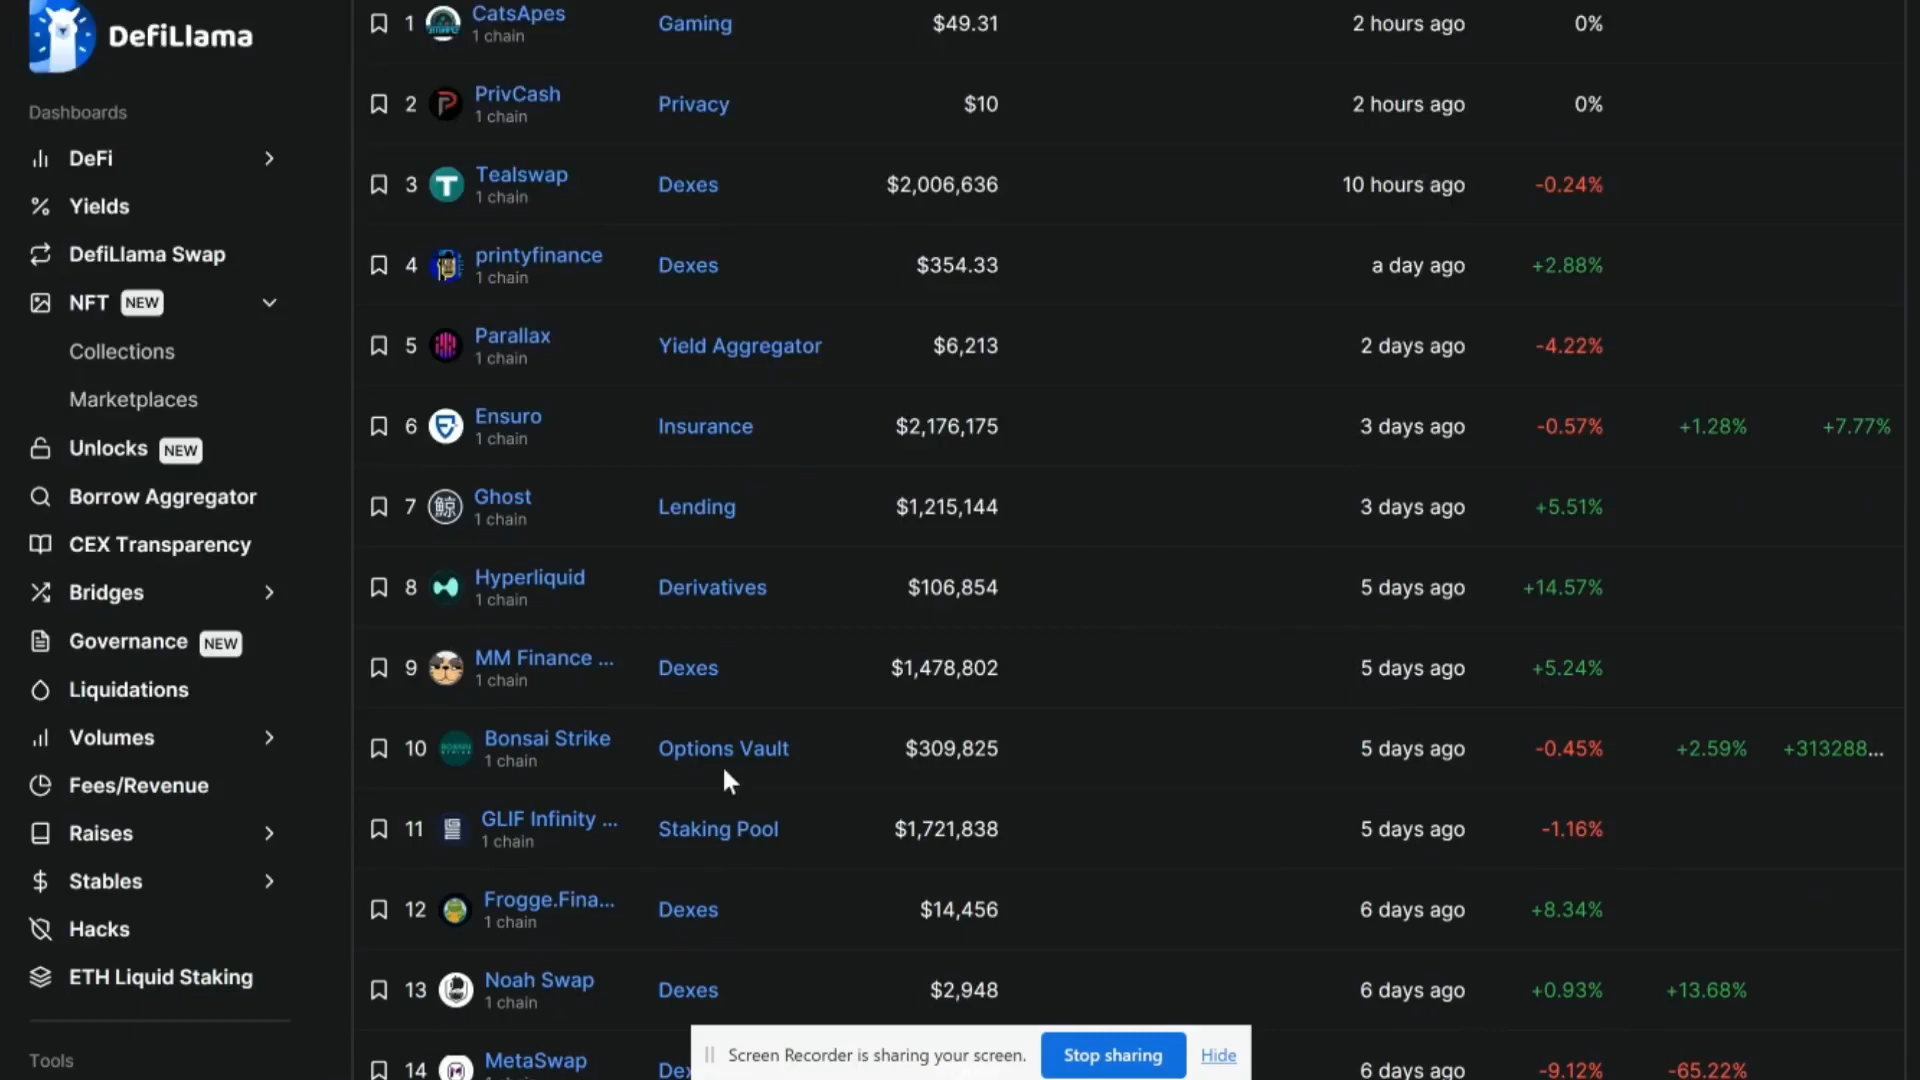 DefiLlama
Dashboards
DeFi
Yields
DefiLlama Swap
NFT NEW
Collections
Marketplaces
Unlocks NEW
Borrow Aggregator
CEX Transparency
Bridges
Governance NEW
Liquidations
Volumes
Fees/Revenue
Raises
Stables
Hacks
ETH Liquid Staking
Tools
1 CatsApes Gaming $49.31 2 hours ago 0%
1 chain
2 PrivCash Privacy $10 2 hours ago 0%
1 chain
3 Tealswap Dexes $2,006,636 10 hours ago -0.24%
1 chain
4 printyfinance Dexes $354.33 a day ago +2.88%
1 chain
5 Parallax Yield Aggregator $6,213 2 days ago -4.22%
1 chain
6 Ensuro Insurance $2,176,175 3 days ago -0.57% +1.28% +7.77%
1 chain
7 鯨 Ghost Lending $1,215,144 3 days ago +5.51%
1 chain
8 Hyperliquid Derivatives $106,854 5 days ago +14.57%
1 chain
9 MM Finance ... Dexes $1,478,802 5 days ago +5.24%
1 chain
10 Bonsai Strike Options Vault $309,825 5 days ago -0.45% +2.59% +313288...
1 chain
11 GLIF Infinity ... Staking Pool $1,721,838 5 days ago -1.16%
1 chain
12 Frogge.Fina... Dexes $14,456 6 days ago +8.34%
1 chain
13 Noah Swap Dexes $2,948 6 days ago +0.93% +13.68%
1 chain
14 MetaSwap De 6 days ago -9.12% -65.22%
Screen Recorder is sharing your screen. Stop sharing Hide